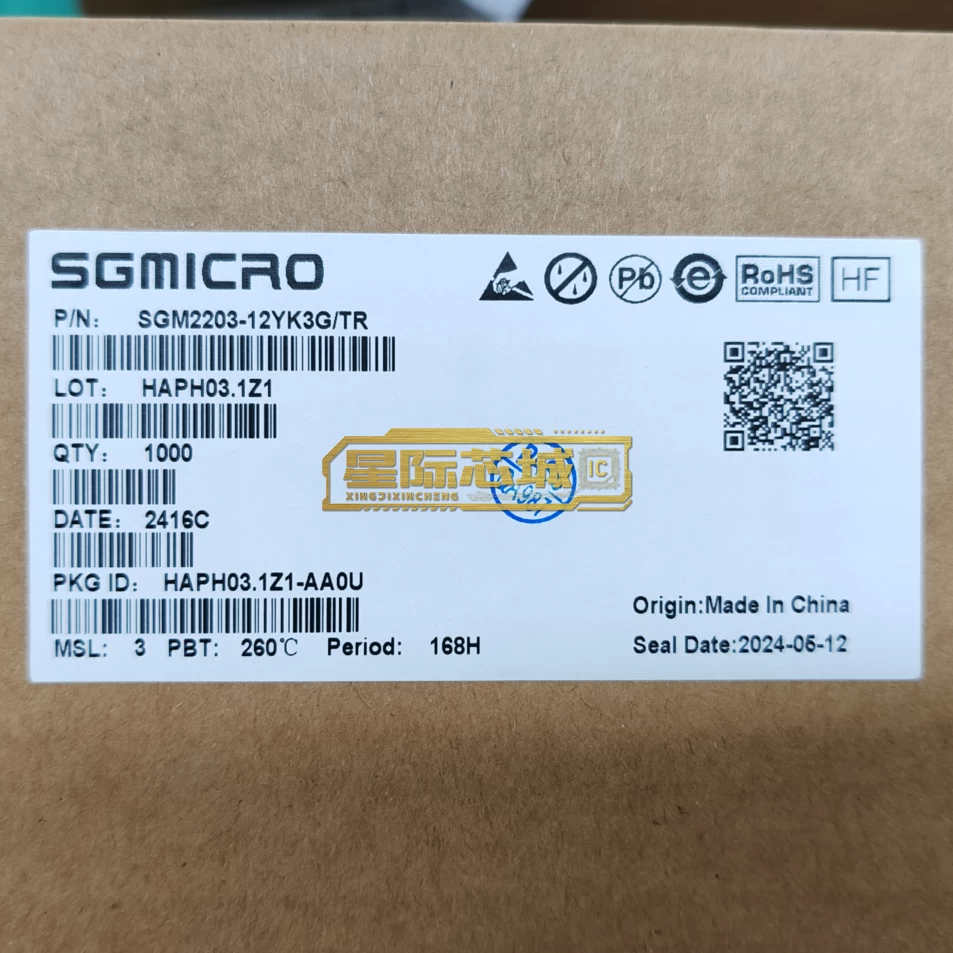 SGMICRO
Pb
e
RoHS
COMPLIANT
HF
P/N: SGM2203-12YK3G/TR
LOT: HAPH03.1Z1
QTY: 1000
星际芯城
IC
XINGJIXINCHENG
DATE: 2416C
PKG ID: HAPH03.1Z1-AA0U
Origin:Made In China
MSL: 3 PBT: 260℃ Period: 168H
Seal Date:2024-05-12